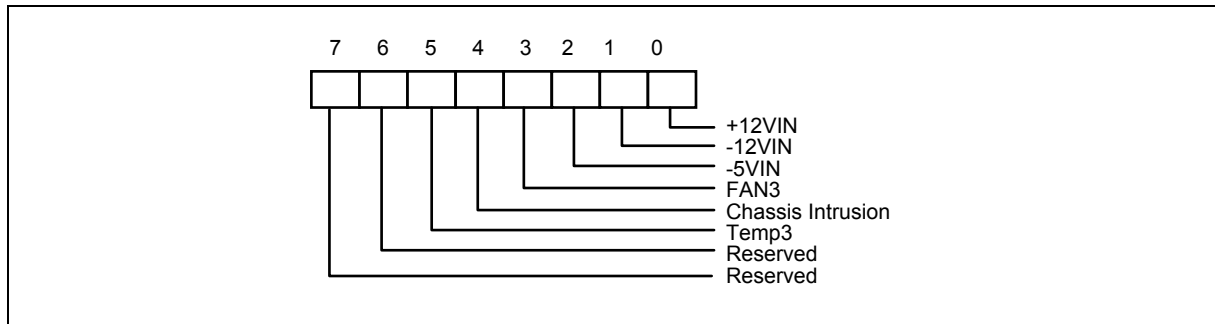 7 6 5 4 3 2 1 0
+12VIN
-12VIN
-5VIN
FAN3
Chassis Intrusion
Temp3
Reserved
Reserved